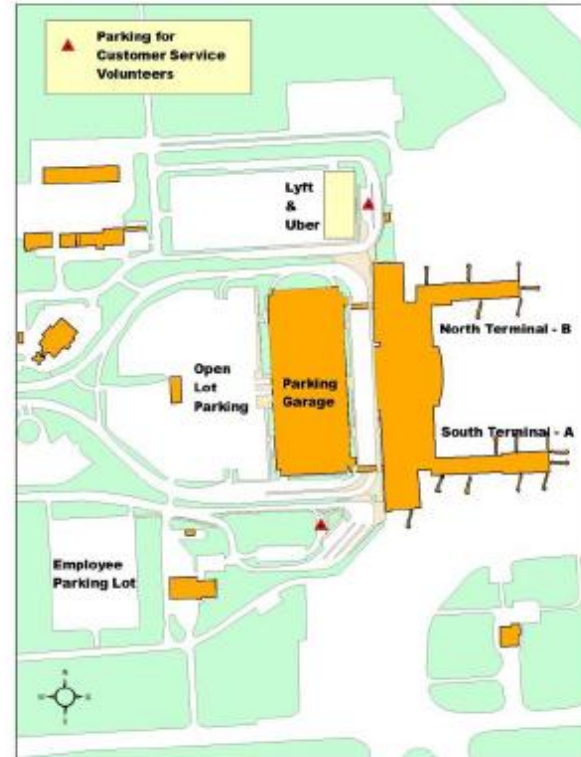 Parking for
Customer Service
Volunteers
Lyft
&
Uber
North Terminal - B
Open
Lot
Parking
Parking
Garage
South Terminal - A
Employee
Parking Lot